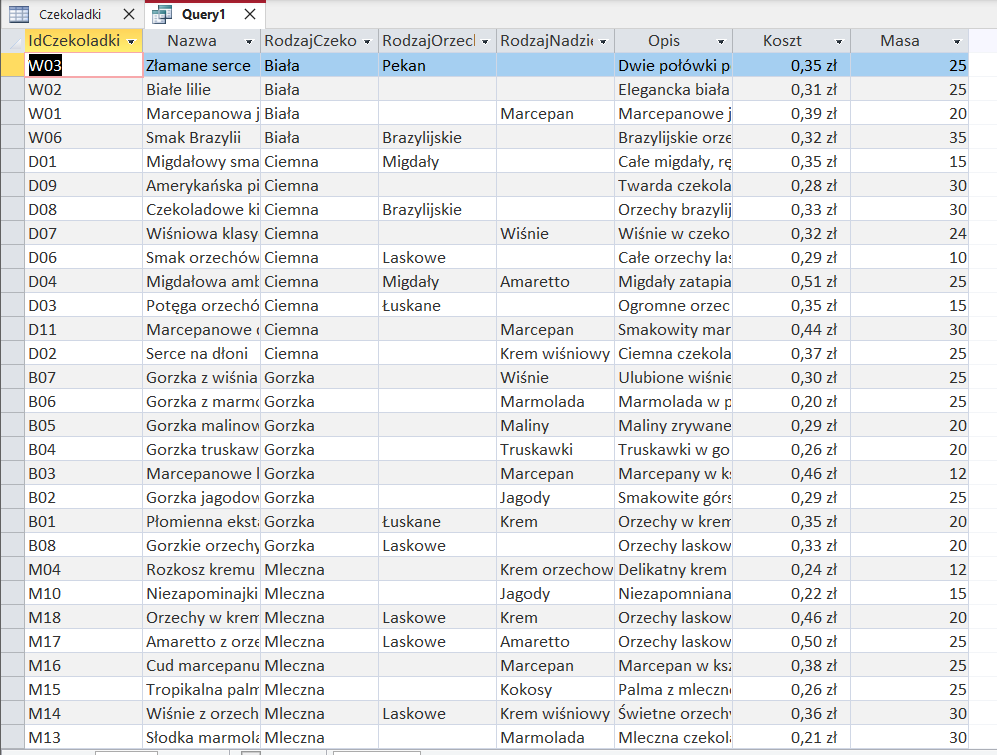 Czekoladki Query1
IdCzekoladki Nazwa RodzajCzeko RodzajOrzecl RodzajNadzie Opis Koszt Masa
W03 Złamane serce Biała Pekan Dwie połówki p 0,35 zł 25
W02 Białe lilie Biała Elegancka biała 0,31 zł 25
W01 Marcepanowa j Biała Marcepan Marcepanowe j 0,39 zł 20
W06 Smak Brazylii Biała Brazylijskie Brazylijskie orze 0,32 zł 35
D01 Migdałowy sma Ciemna Migdały Całe migdały, rę 0,35 zł 15
D09 Amerykańska pi Ciemna Twarda czekola 0,28 zł 30
D08 Czekoladowe ki Ciemna Brazylijskie Orzechy brazylij 0,33 zł 30
D07 Wiśniowa klasy Ciemna Wiśnie Wiśnie w czeko 0,32 zł 24
D06 Smak orzechów Ciemna Laskowe Całe orzechy las 0,29 zł 10
D04 Migdałowa amb Ciemna Migdały Amaretto Migdały zatapia 0,51 zł 25
D03 Potęga orzechó Ciemna Łuskane Ogromne orzec 0,35 zł 15
D11 Marcepanowe Ciemna Marcepan Smakowity mar 0,44 zł 30
D02 Serce na dłoni Ciemna Krem wiśniowy Ciemna czekola 0,37 zł 25
B07 Gorzka z wiśnia Gorzka Wiśnie Ulubione wiśnie 0,30 zł 25
B06 Gorzka z marmo Gorzka Marmolada Marmolada w p 0,20 zł 25
B05 Gorzka malinow Gorzka Maliny Maliny zrywane 0,29 zł 20
B04 Gorzka truskaw Gorzka Truskawki Truskawki w go 0,26 zł 20
B03 Marcepanowe Gorzka Marcepan Marcepany w ks 0,46 zł 12
B02 Gorzka jagodow Gorzka Jagody Smakowite górs 0,29 zł 25
B01 Płomienna eksta Gorzka Łuskane Krem Orzechy w krem 0,35 zł 20
B08 Gorzkie orzechy Gorzka Laskowe Orzechy laskow 0,33 zł 20
M04 Rozkosz kremu Mleczna Krem orzechow Delikatny krem 0,24 zł 12
M10 Niezapominajki Mleczna Jagody Niezapomniana 0,22 zł 15
M18 Orzechy w krem Mleczna Laskowe Krem Orzechy laskow 0,46 zł 20
M17 Amaretto z orze Mleczna Laskowe Amaretto Orzechy laskow 0,50 zł 25
M16 Cud marcepanu Mleczna Marcepan Marcepan w ksz 0,38 zł 25
M15 Tropikalna palm Mleczna Kokosy Palma z mleczne 0,26 zł 25
M14 Wiśnie z orzech Mleczna Laskowe Krem wiśniowy Świetne orzechy 0,36 zł 30
M13 Słodka marmola Mleczna Marmolada Mleczna czekola 0,21 zł 30